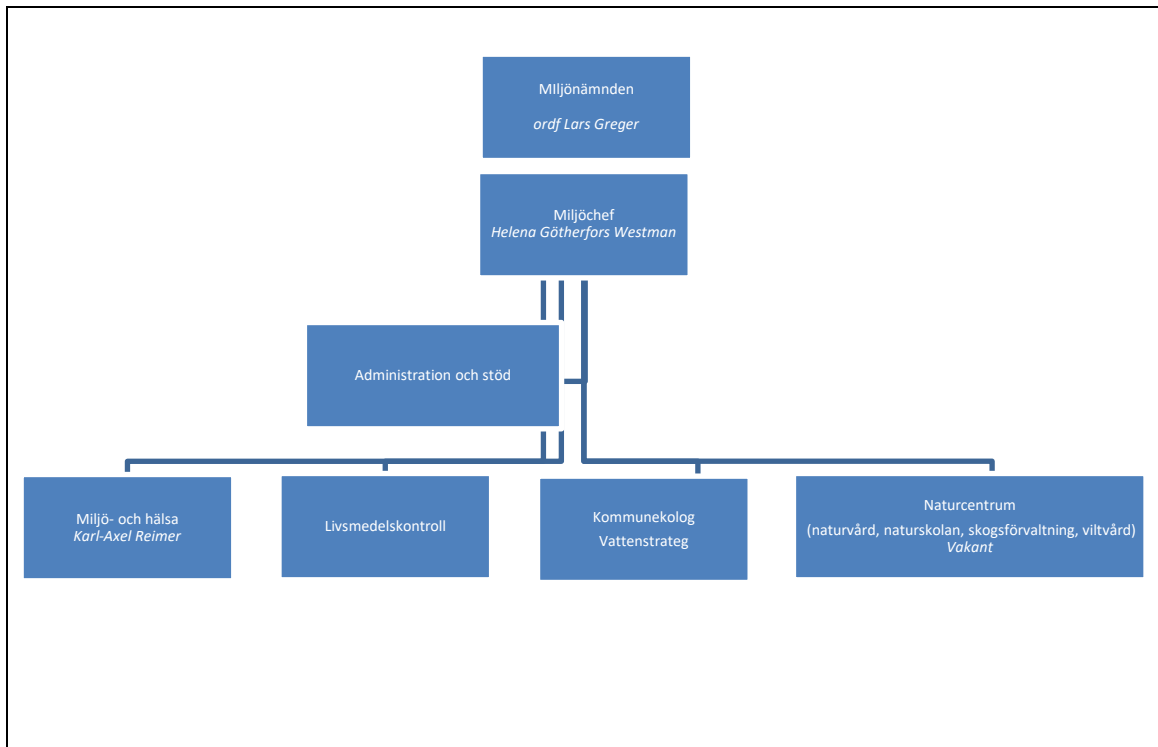 MIljönämnden
ordf Lars Greger
Miljöchef
Helena Götherfors Westman
Administration och stöd
Miljö- och hälsa
Karl-Axel Reimer
Livsmedelskontroll
Kommunekolog
Vattenstrateg
Naturcentrum
(naturvård, naturskolan, skogsförvaltning, viltvård)
Vakant